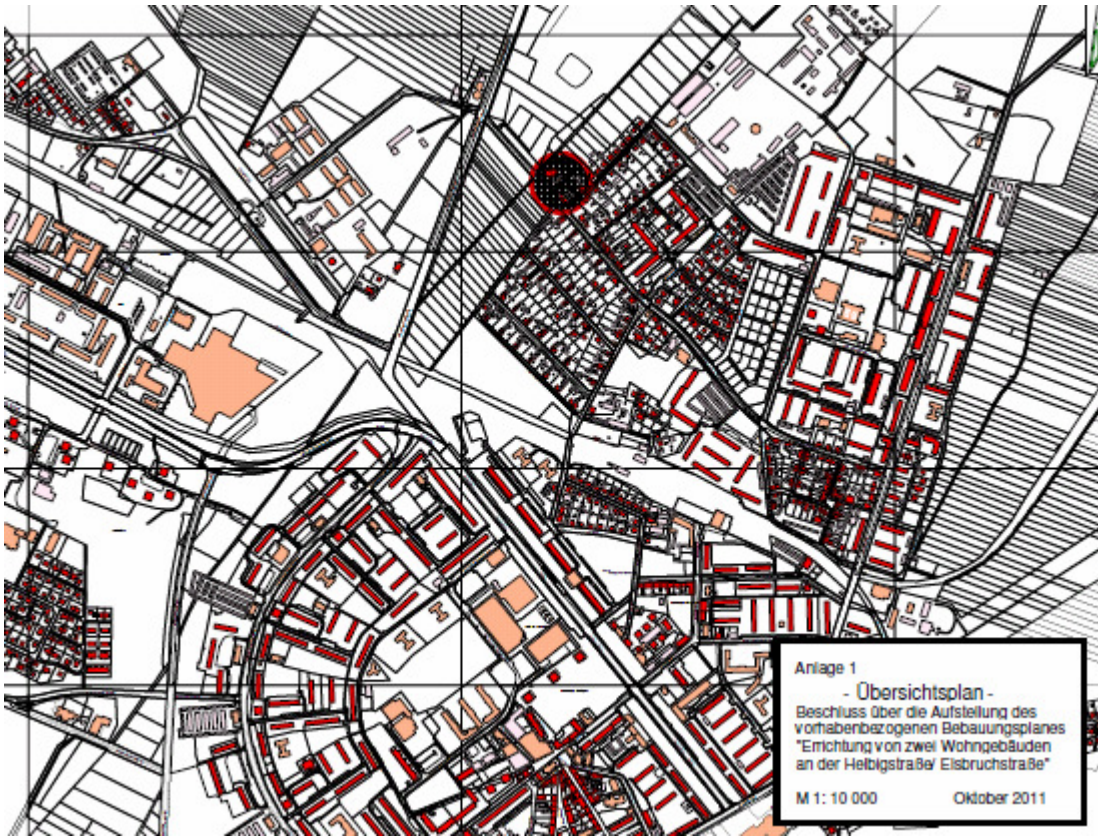 Anlage 1
- Übersichtsplan -
Beschluss über die Aufstellung des
vorhabenbezogenen Bebauungsplanes
"Errichtung von zwei Wohngebäuden
an der Helbigstraße/ Elsbruchstraße"
M 1: 10 000 Oktober 2011